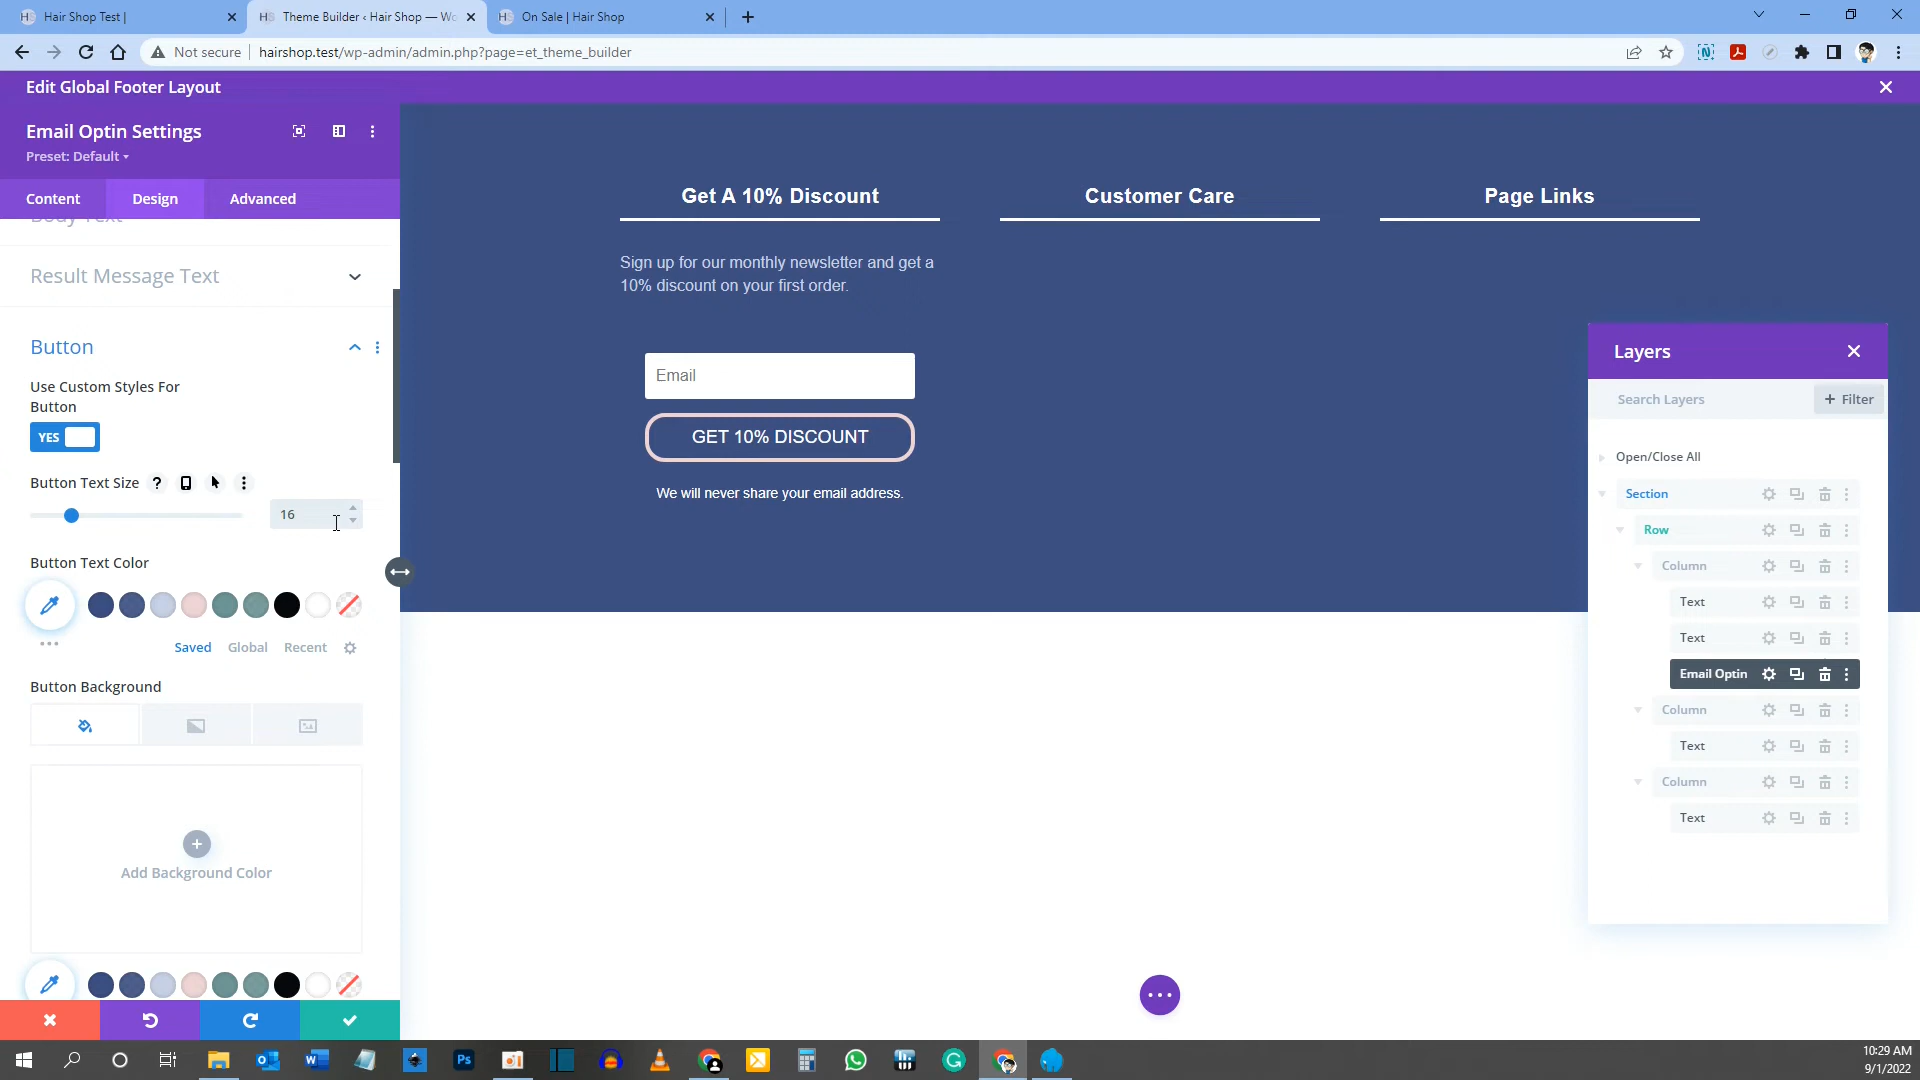 Hair Shop Test |
Theme Builder ‹ Hair Shop — Wo
On Sale | Hair Shop
Not secure
hairshop.test/wp-admin/admin.php?page=et_theme_builder
Edit Global Footer Layout
Email Optin Settings
Preset: Default
Content
Design
Advanced
Body Text
Result Message Text
Button
Use Custom Styles For
Button
YES
Button Text Size
?
16
Button Text Color
Saved
Global
Recent
Button Background
Add Background Color
Get A 10% Discount
Customer Care
Page Links
Sign up for our monthly newsletter and get a
10% discount on your first order.
Email
GET 10% DISCOUNT
We will never share your email address.
Layers
Search Layers
+ Filter
Open/Close All
Section
Row
Column
Text
Text
Email Optin
Column
Text
Column
Text
10:29 AM
9/1/2022